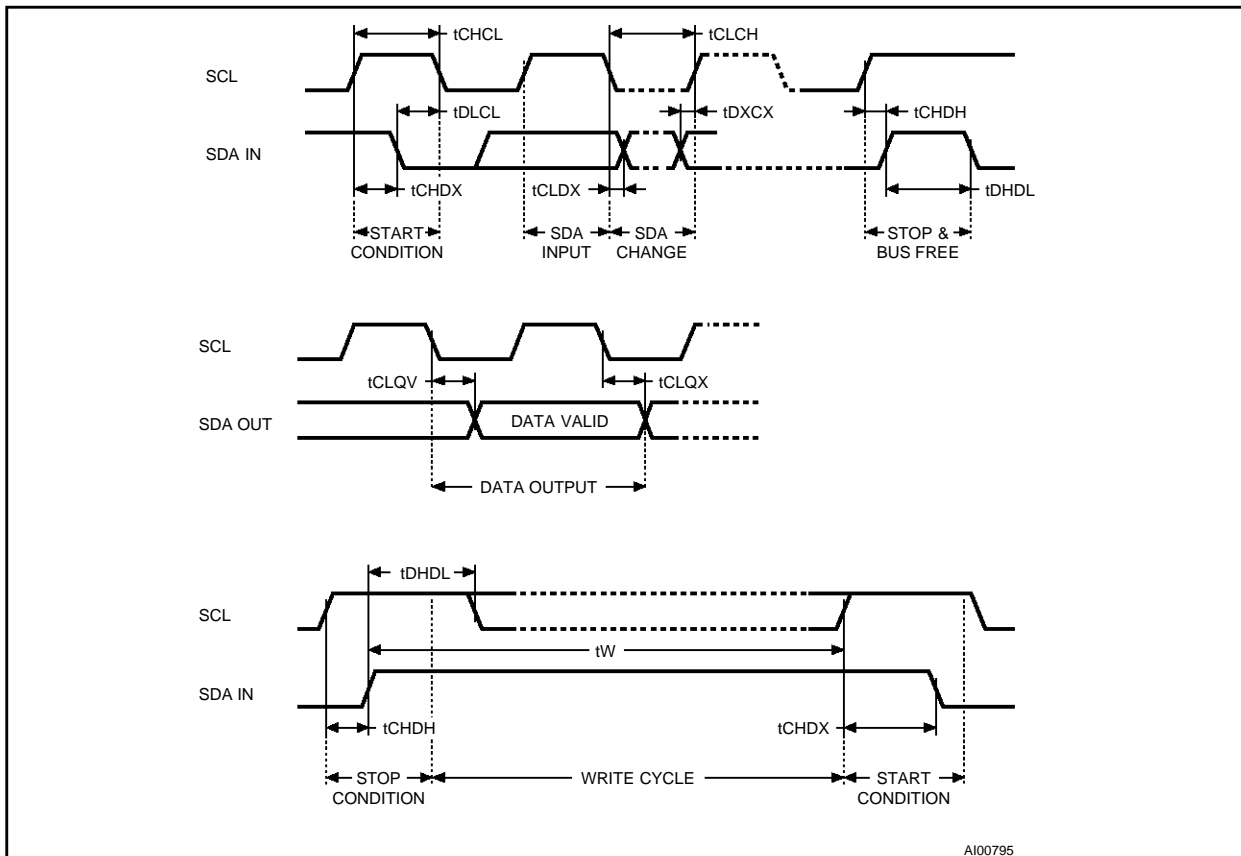 tCHCL
tCLCH
SCL
tDLCL
tDXCX
tCHDH
SDA IN
tCHDX
tCLDX
tDHDL
START
CONDITION
SDA
INPUT
SDA
CHANGE
STOP &
BUS FREE
SCL
tCLQV
tCLQX
SDA OUT
DATA VALID
DATA OUTPUT
tDHDL
SCL
tW
SDA IN
tCHDH
tCHDX
STOP
CONDITION
WRITE CYCLE
START
CONDITION
AI00795